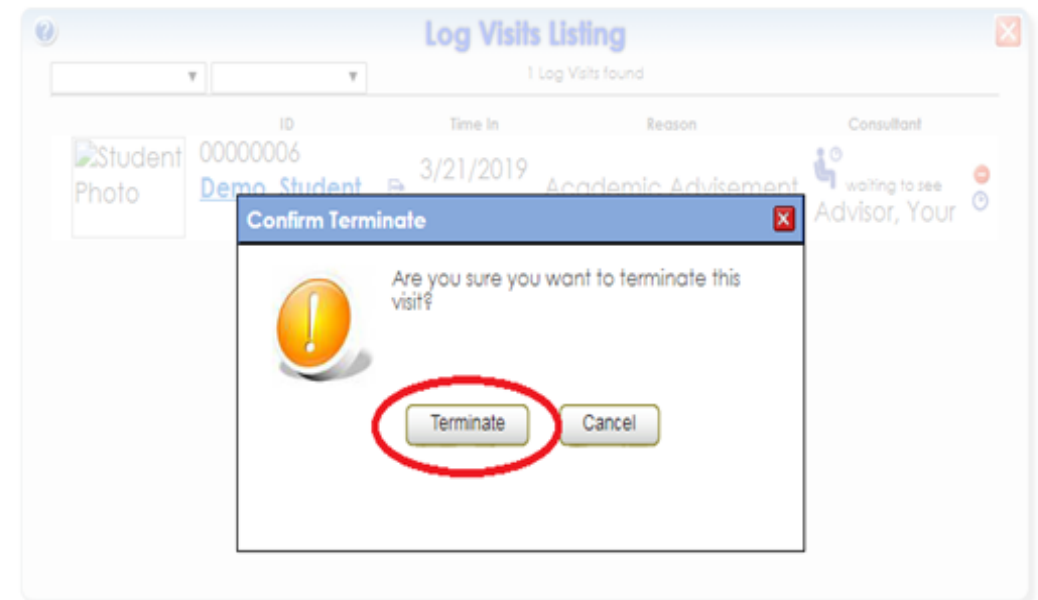 Log Visits Listing
1 Log Visits found
ID Time In Reason Consultant
Student Photo
00000006
Demo, Student
3/21/2019
Academic Advisement
waiting to see
Advisor, Your
Confirm Terminate
Are you sure you want to terminate this
visit?
Terminate Cancel